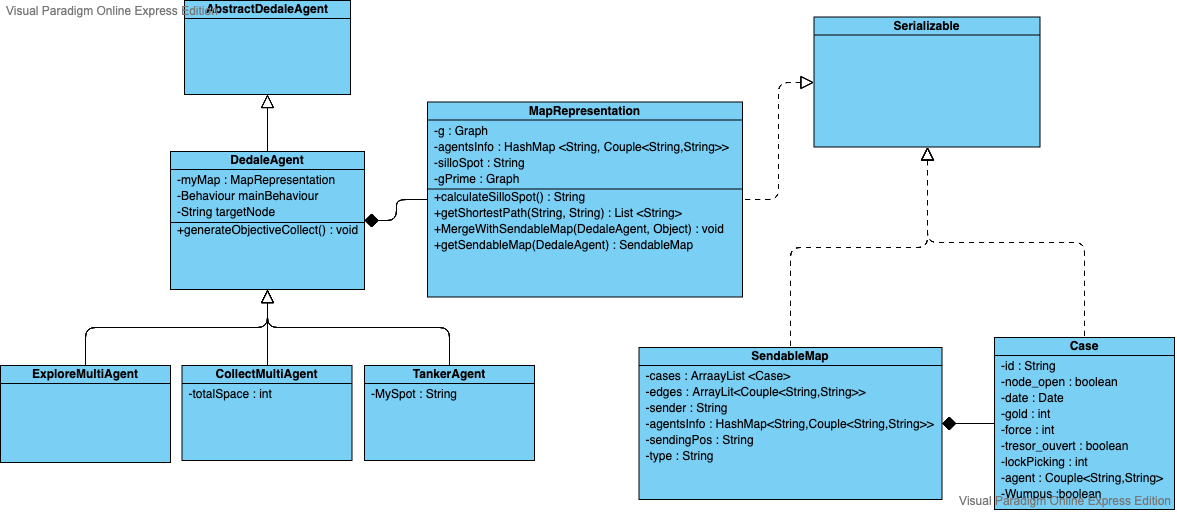 Visual Paradigm Online Express Edition
AbstractDedaleAgent
Serializable
MapRepresentation
-g : Graph
-agentsInfo : HashMap <String, Couple<String,String>>
-silloSpot : String
-gPrime : Graph
+calculateSilloSpot() : String
+getShortestPath(String, String) : List <String>
+MergeWithSendableMap(DedaleAgent, Object) : void
+getSendableMap(DedaleAgent) : SendableMap
DedaleAgent
-myMap : MapRepresentation
-Behaviour mainBehaviour
-String targetNode
+generateObjectiveCollect() : void
ExploreMultiAgent
CollectMultiAgent
-totalSpace : int
TankerAgent
-MySpot : String
SendableMap
-cases : ArraayList <Case>
-edges : ArrayLit<Couple<String,String>>
-sender : String
-agentsInfo : HashMap<String,Couple<String,String>>
-sendingPos : String
-type : String
Case
-id : String
-node_open : boolean
-date : Date
-gold : int
-force : int
-tresor_ouvert : boolean
-lockPicking : int
-agent : Couple<String,String>
-Wumpus :boolean
Visual Paradigm Online Express Edition